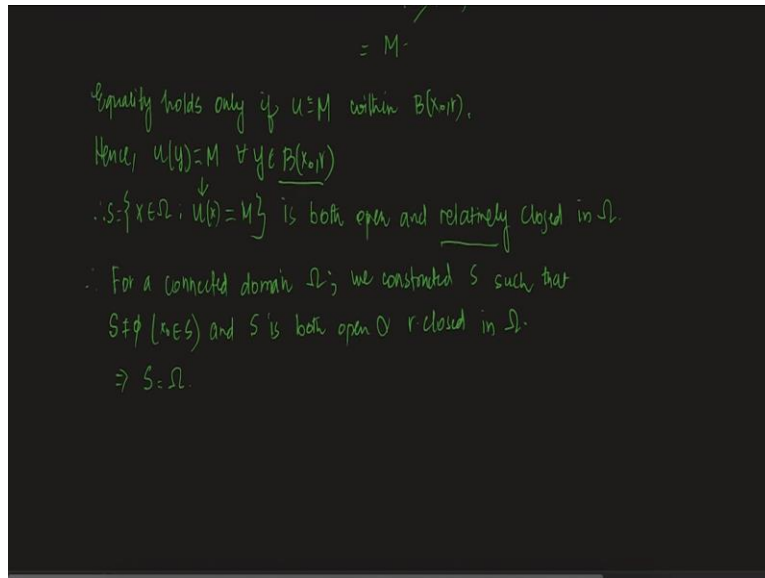 = M.
Equality holds only if u≡M within B(x₀,r).
Hence, u(y)=M ∀ y ∈ B(x₀,r)
∴ S={x∈Ω : u(x) = M} is both open and relatively closed in Ω.
∴ For a connected domain Ω; we constructed S such that
S≠ϕ (x₀∈S) and S is both open & r.closed in Ω.
⇒ S=Ω.